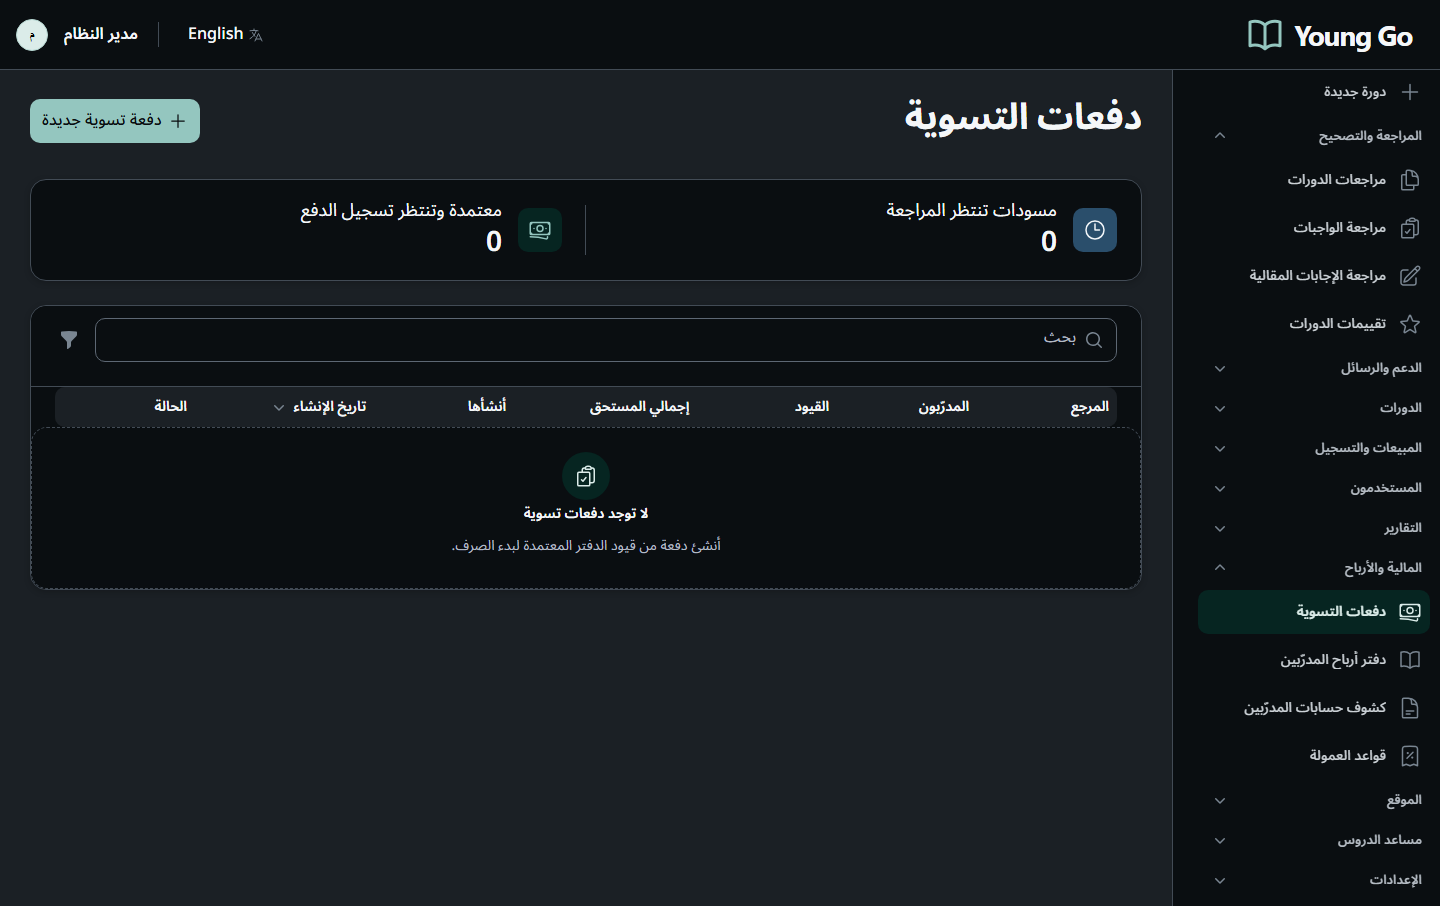 Young Go
English
مدير النظام
م
دورة جديدة
المراجعة والتصحيح
مراجعات الدورات
مراجعة الواجبات
مراجعة الإجابات المقالية
تقييمات الدورات
الدعم والرسائل
الدورات
المبيعات والتسجيل
المستخدمون
التقارير
المالية والأرباح
دفعات التسوية
دفتر أرباح المدرّبين
كشوف حسابات المدرّبين
قواعد العمولة
الموقع
مساعد الدروس
الإعدادات
دفعات التسوية
دفعة تسوية جديدة
مسودات تنتظر المراجعة
0
معتمدة وتنتظر تسجيل الدفع
0
بحث
المرجع المدرّبون القيود إجمالي المستحق أنشأها تاريخ الإنشاء الحالة
لا توجد دفعات تسوية
أنشئ دفعة من قيود الدفتر المعتمدة لبدء الصرف.